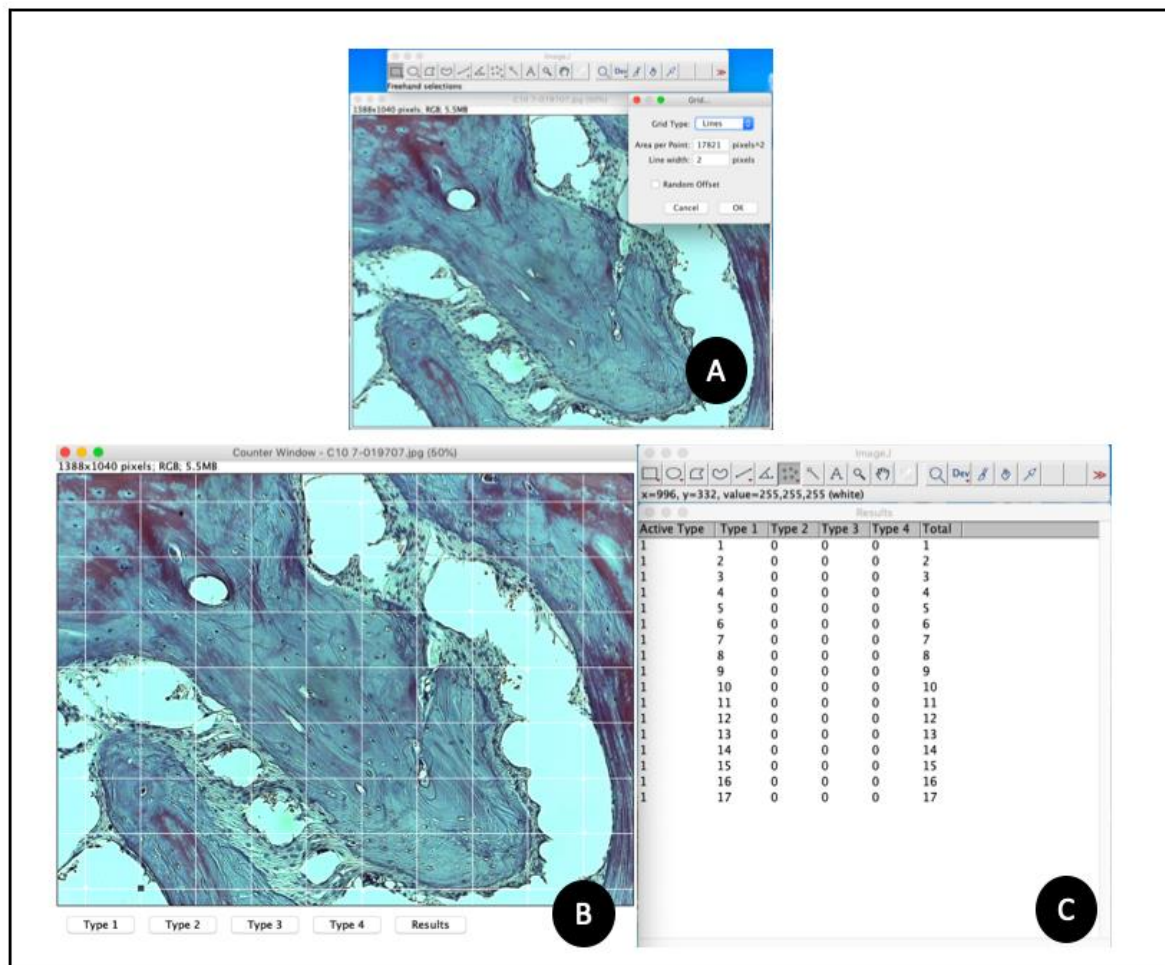 ImageJ
Dev
Freehand selections
C10 7-019707.jpg (50%)
1388x1040 pixels; RGB; 5.5MB
Grid...
Grid Type: Lines
Area per Point: 17821 pixels^2
Line width: 2 pixels
Random Offset
Cancel OK
A
Counter Window - C10 7-019707.jpg (50%)
1388x1040 pixels; RGB; 5.5MB
Type 1 Type 2 Type 3 Type 4 Results
B
ImageJ
Dev
x=996, y=332, value=255,255,255 (white)
Results
Active Type Type 1 Type 2 Type 3 Type 4 Total
1 1 0 0 0 1
1 2 0 0 0 2
1 3 0 0 0 3
1 4 0 0 0 4
1 5 0 0 0 5
1 6 0 0 0 6
1 7 0 0 0 7
1 8 0 0 0 8
1 9 0 0 0 9
1 10 0 0 0 10
1 11 0 0 0 11
1 12 0 0 0 12
1 13 0 0 0 13
1 14 0 0 0 14
1 15 0 0 0 15
1 16 0 0 0 16
1 17 0 0 0 17
C